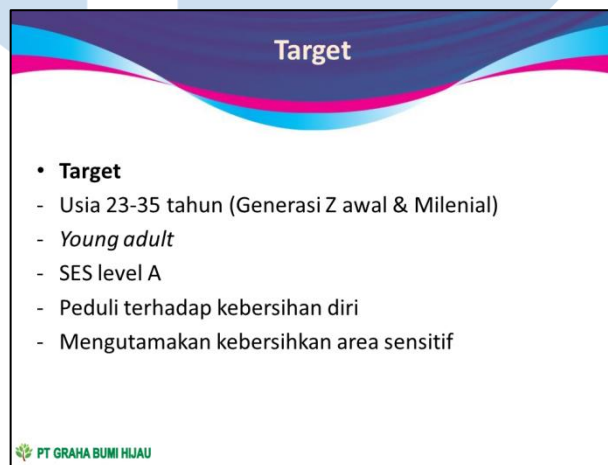 Target
• Target
- Usia 23-35 tahun (Generasi Z awal & Milenial)
- Young adult
- SES level A
- Peduli terhadap kebersihan diri
- Mengutamakan kebersihkan area sensitif
PT GRAHA BUMI HIJAU